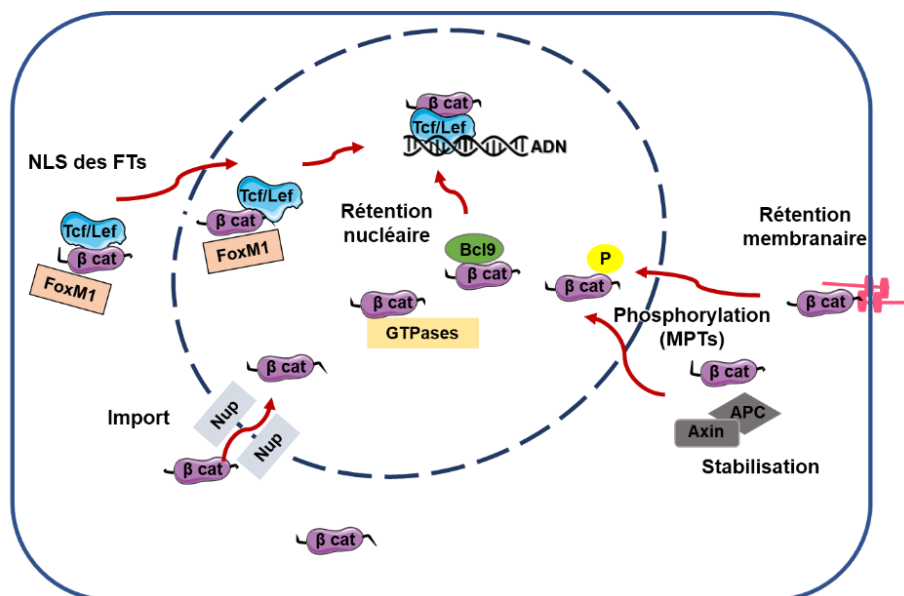 β cat
Tcf/Lef
ADN
NLS des FTs
Tcf/Lef
β cat
FoxM1
Tcf/Lef
β cat
FoxM1
Rétention
nucléaire
Bcl9
β cat
β cat
GTPases
P
β cat
Rétention
membranaire
β cat
Phosphorylation
(MPTs)
β cat
APC
Axin
Stabilisation
β cat
Import
Nup
Nup
β cat
β cat